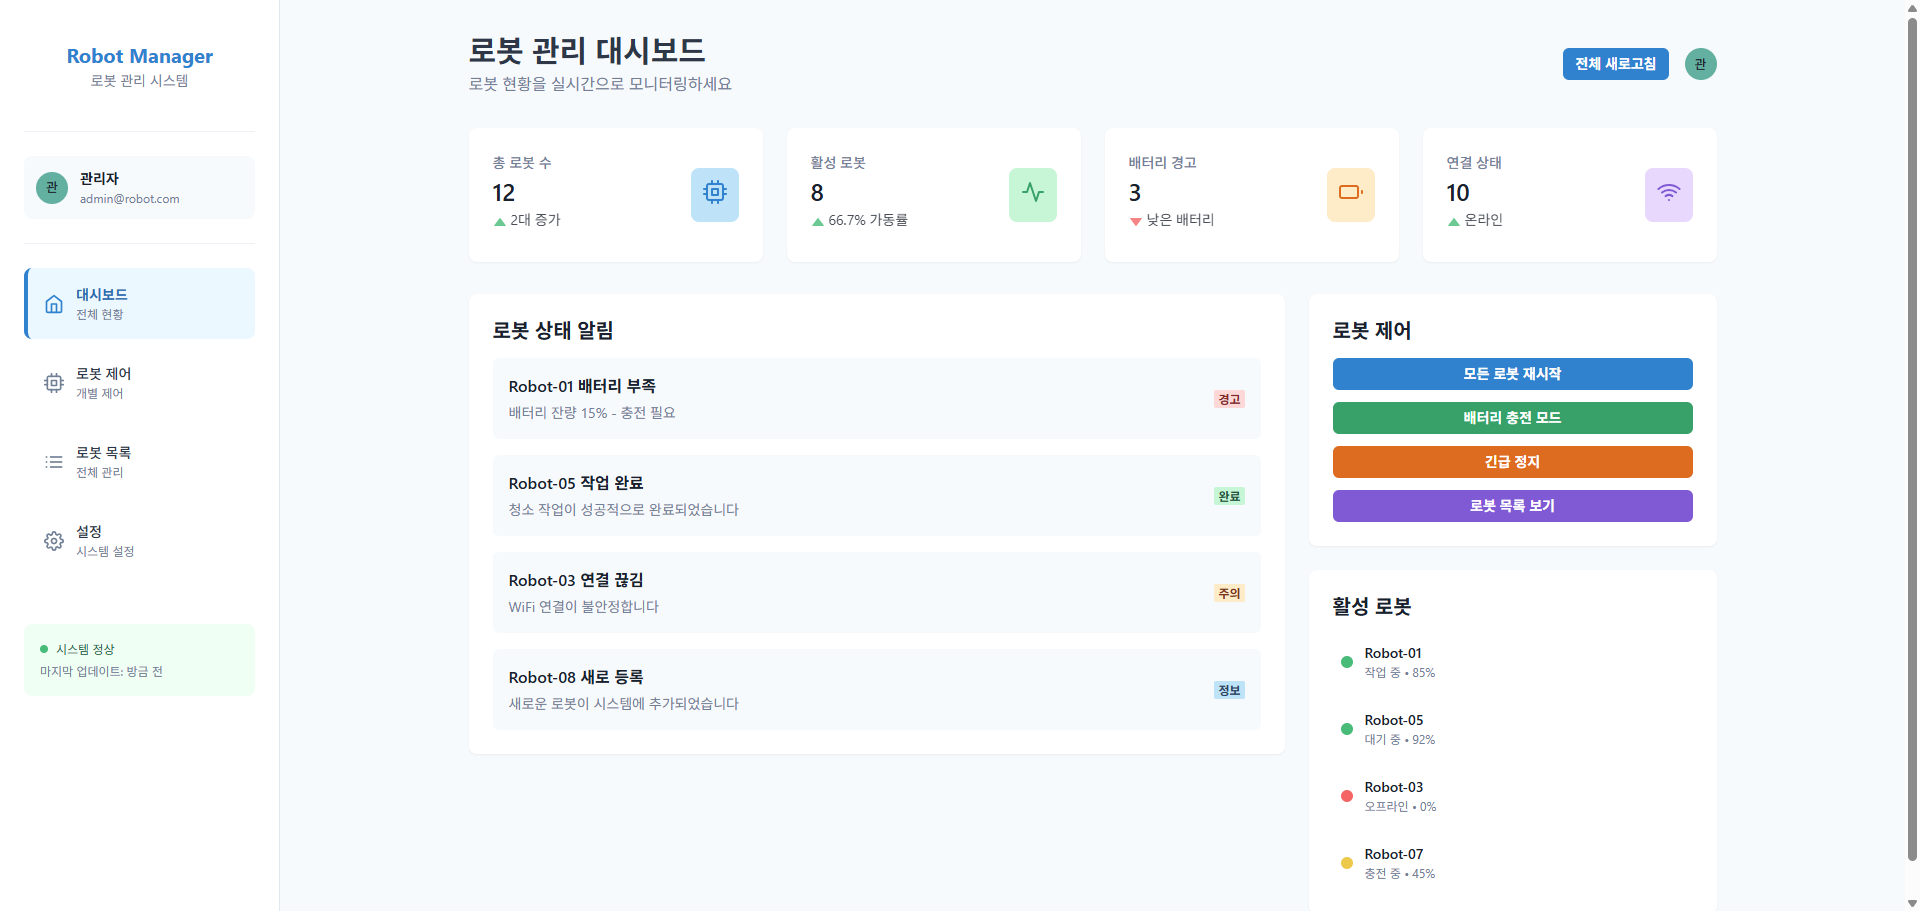 Robot Manager
로봇 관리 시스템
관
관리자
admin@robot.com
대시보드
전체 현황
로봇 제어
개별 제어
로봇 목록
전체 관리
설정
시스템 설정
시스템 정상
마지막 업데이트: 방금 전
로봇 관리 대시보드
로봇 현황을 실시간으로 모니터링하세요
전체 새로고침
관
총 로봇 수
12
2대 증가
활성 로봇
8
66.7% 가동률
배터리 경고
3
낮은 배터리
연결 상태
10
온라인
로봇 상태 알림
Robot-01 배터리 부족
배터리 잔량 15% - 충전 필요
경고
Robot-05 작업 완료
청소 작업이 성공적으로 완료되었습니다
완료
Robot-03 연결 끊김
WiFi 연결이 불안정합니다
주의
Robot-08 새로 등록
새로운 로봇이 시스템에 추가되었습니다
정보
로봇 제어
모든 로봇 재시작
배터리 충전 모드
긴급 정지
로봇 목록 보기
활성 로봇
Robot-01
작업 중 • 85%
Robot-05
대기 중 • 92%
Robot-03
오프라인 • 0%
Robot-07
충전 중 • 45%